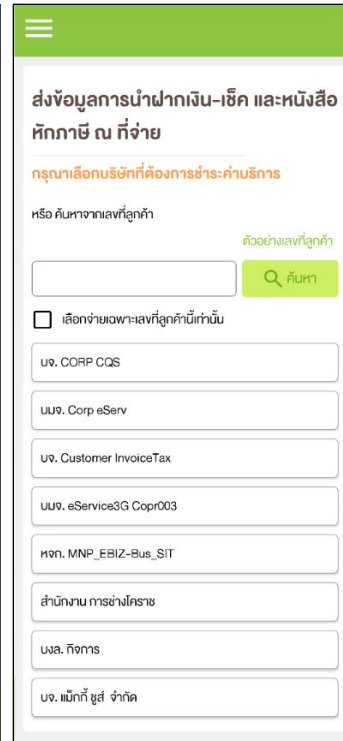 ส่งข้อมูลการนำฝากเงิน-เช็ค และหนังสือ
หักภาษี ณ ที่จ่าย
กรุณาเลือกบริษัทที่ต้องการชำระค่าบริการ
หรือ ค้นหาจากเลขที่ลูกค้า
ตัวอย่างเลขที่ลูกค้า
ค้นหา
เลือกจ่ายเฉพาะเลขที่ลูกค้านี้เท่านั้น
บจ. CORP CQS
บมจ. Corp eServ
บจ. Customer InvoiceTax
บมจ. eService3G Copr003
หจก. MNP_EBIZ-Bus_SIT
สำนักงาน การช่างโคราช
บงล. กิจการ
บจ. แม็กกี้ ชูส์ จำกัด